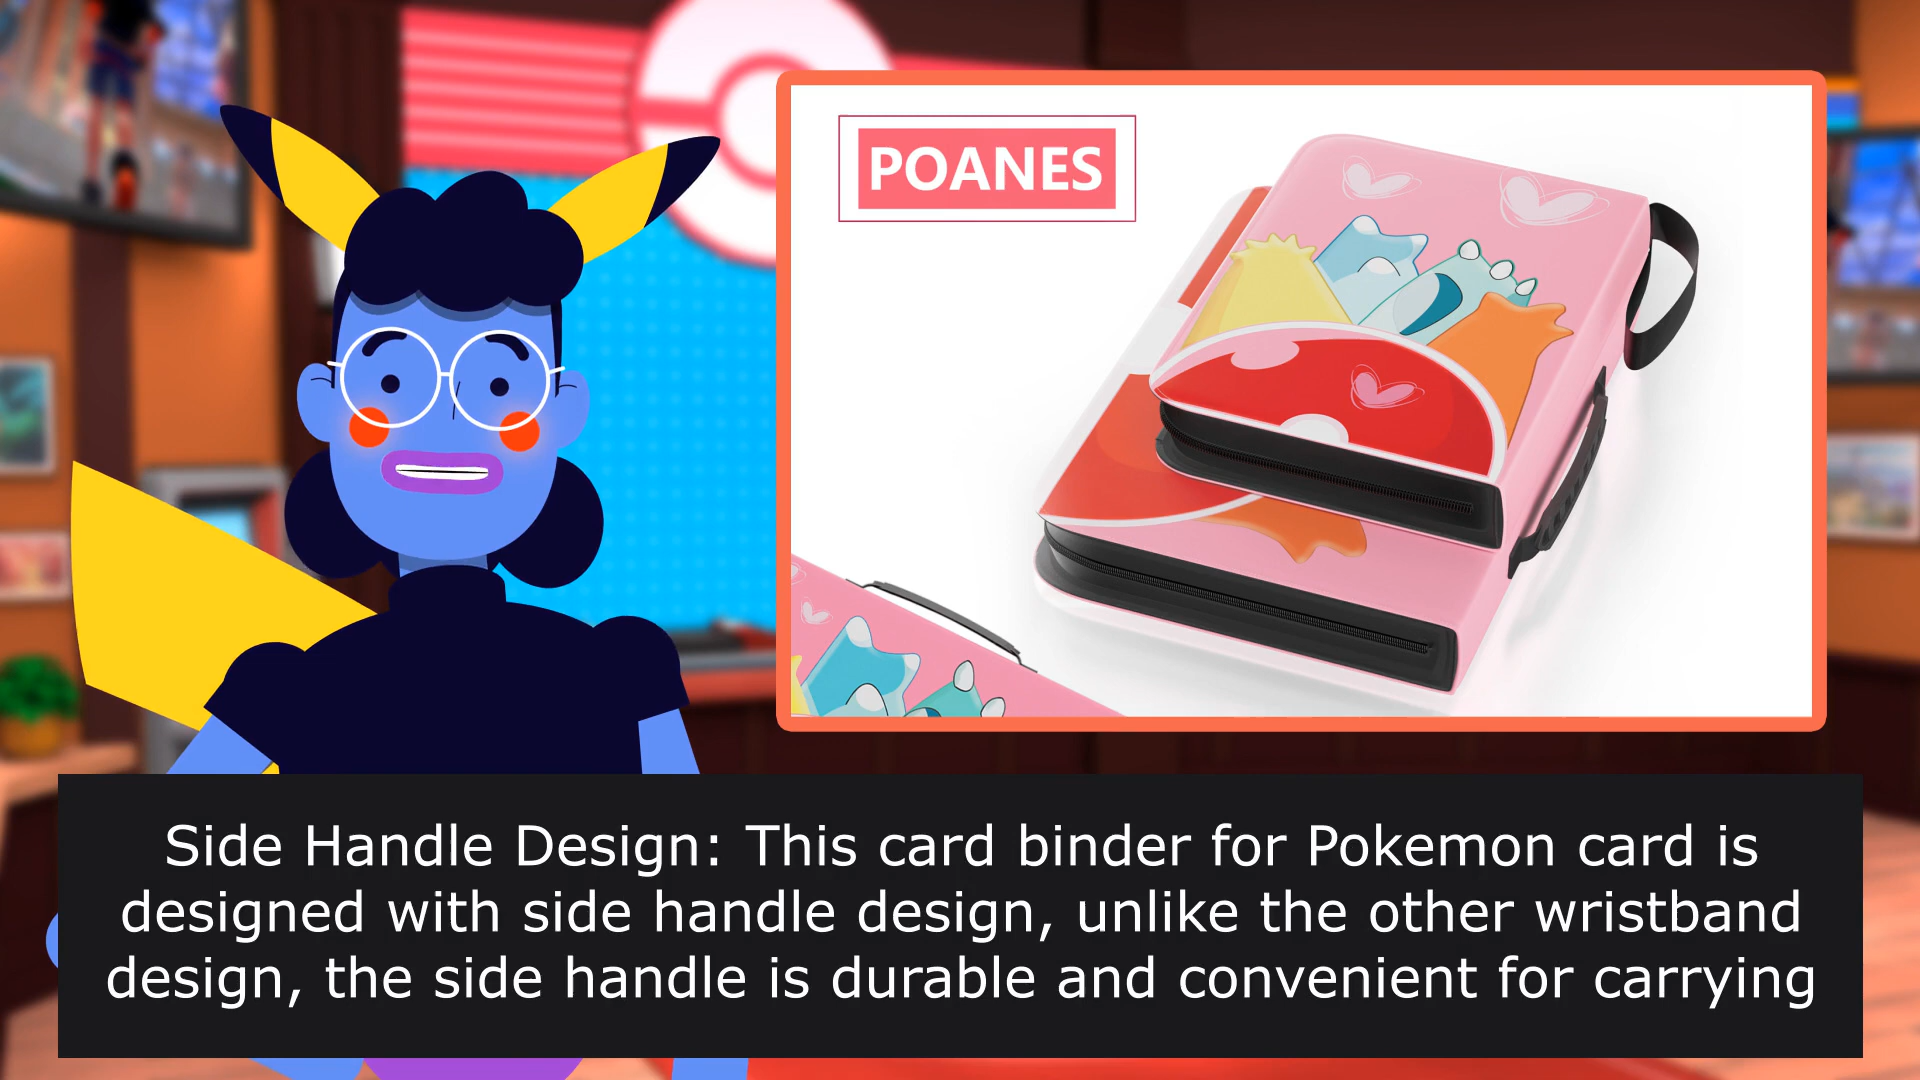 POANES
Side Handle Design: This card binder for Pokemon card is
designed with side handle design, unlike the other wristband
design, the side handle is durable and convenient for carrying